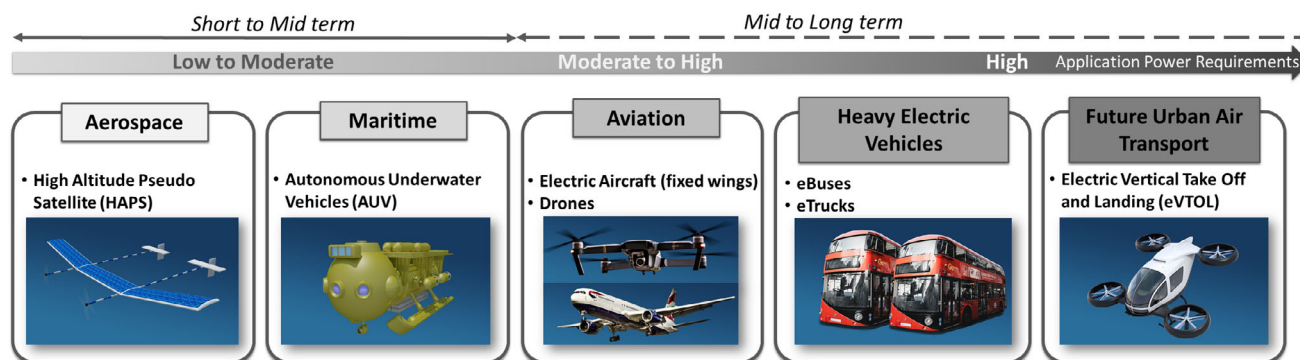 Short to Mid term
Mid to Long term
Low to Moderate
Moderate to High
High
Application Power Requirements
Aerospace
• High Altitude Pseudo
Satellite (HAPS)
Maritime
• Autonomous Underwater
Vehicles (AUV)
Aviation
• Electric Aircraft (fixed wings)
• Drones
Heavy Electric
Vehicles
• eBuses
• eTrucks
Future Urban Air
Transport
• Electric Vertical Take Off
and Landing (eVTOL)